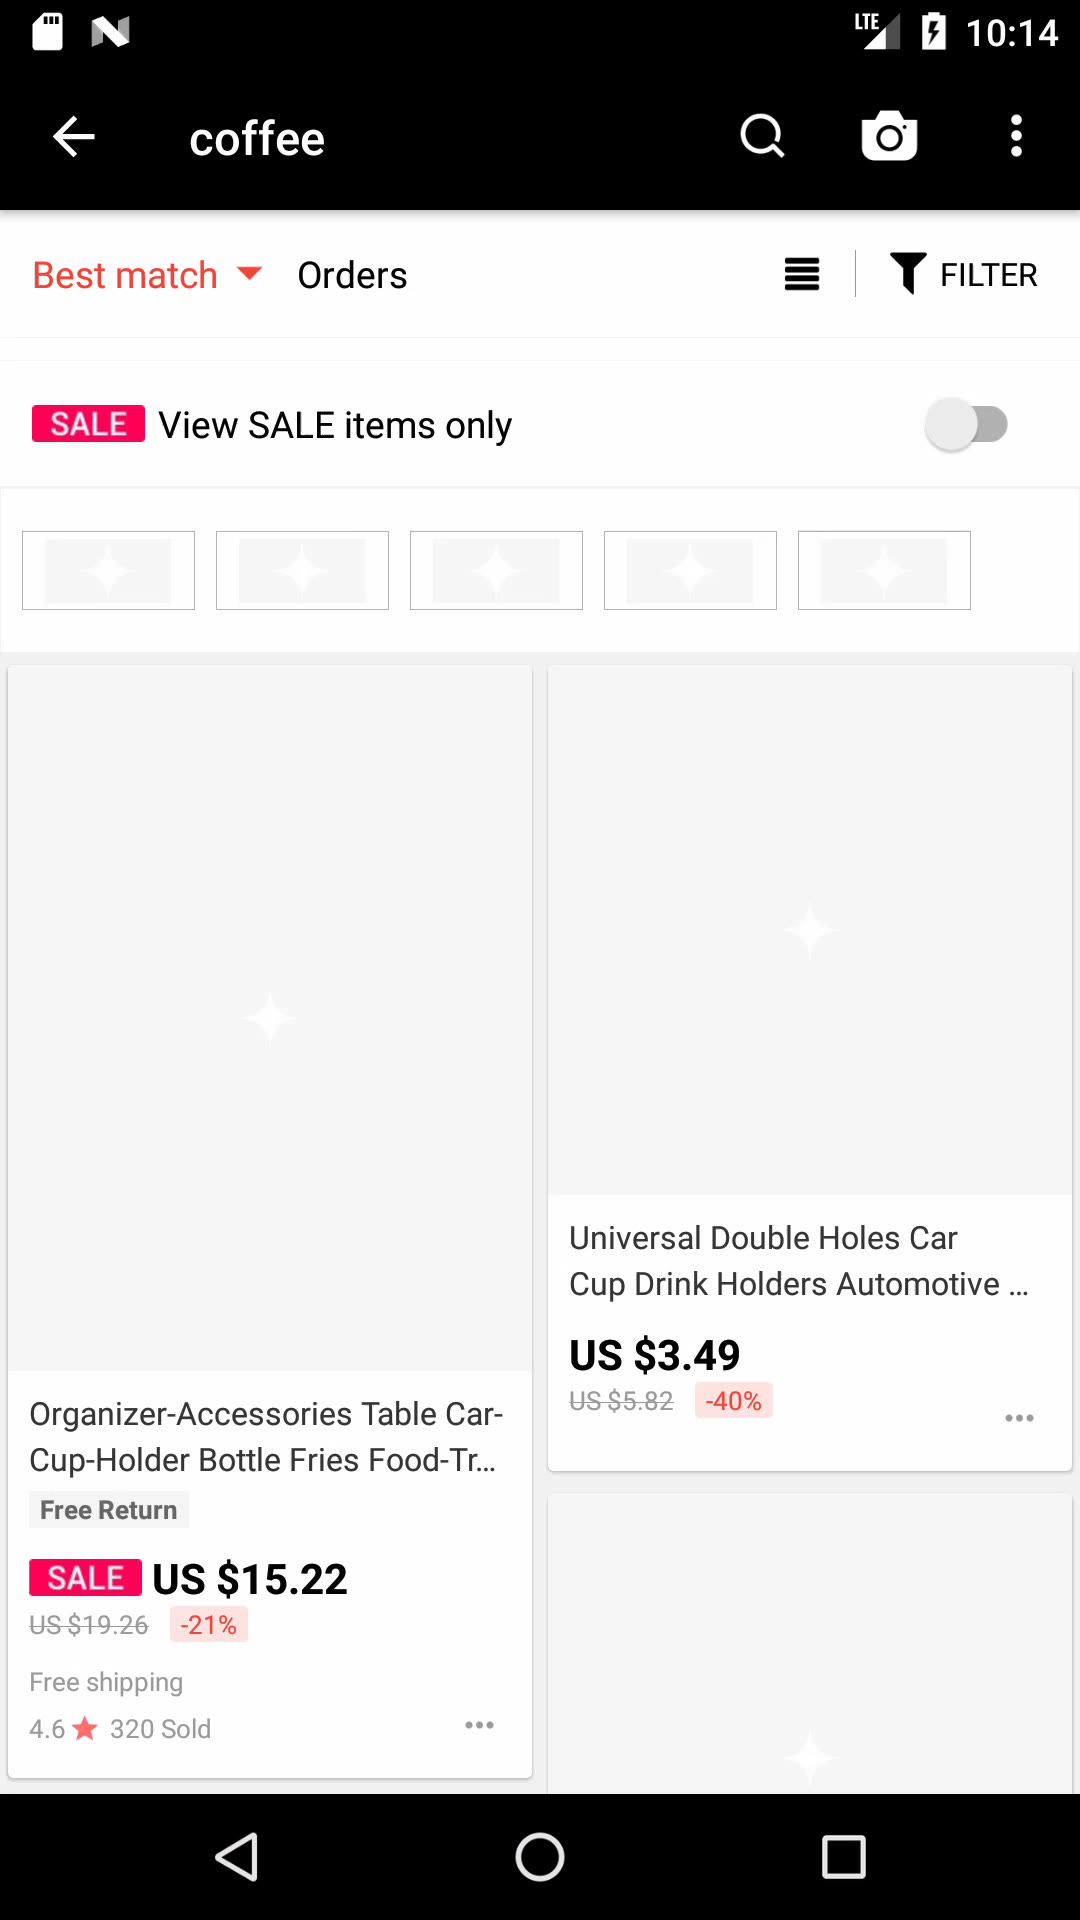 LTE 10:14
coffee
Best match Orders FILTER
SALE View SALE items only
Universal Double Holes Car
Cup Drink Holders Automotive ...
US $3.49
US $5.82 -40%
Organizer-Accessories Table Car-
Cup-Holder Bottle Fries Food-Tr...
Free Return
SALE US $15.22
US $19.26 -21%
Free shipping
4.6 320 Sold